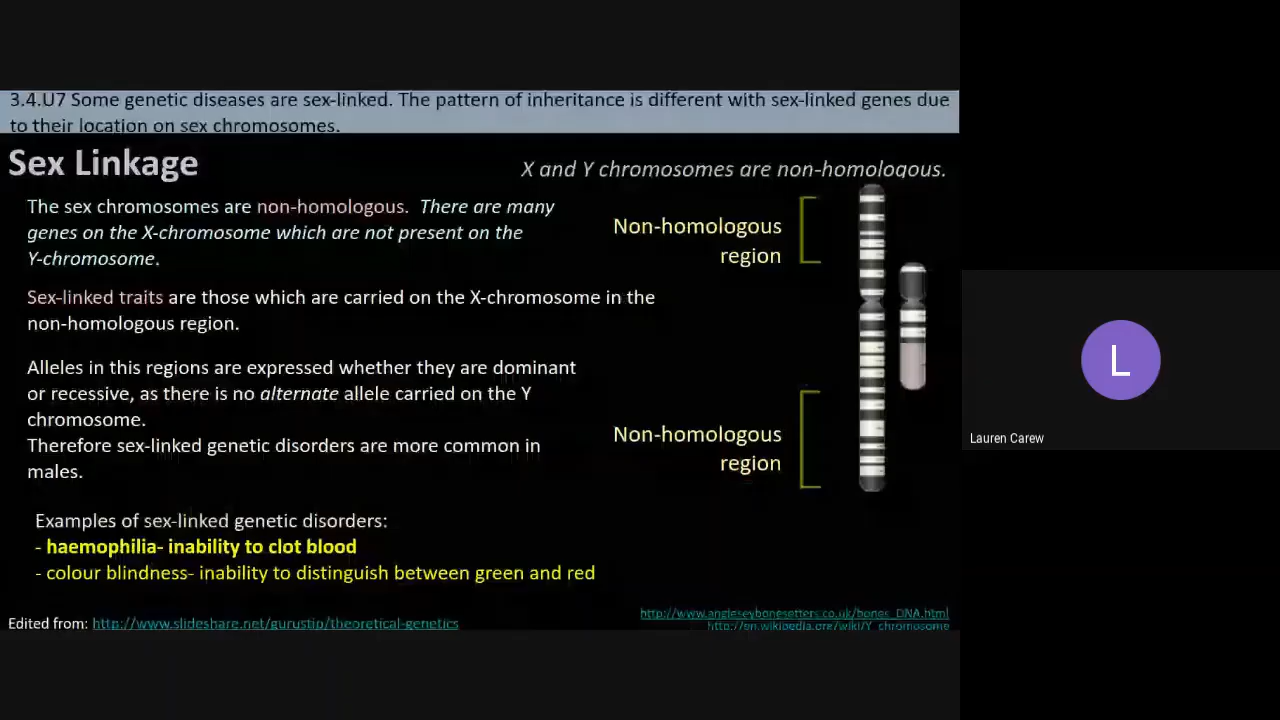 3.4.U7 Some genetic diseases are sex-linked. The pattern of inheritance is different with sex-linked genes due
to their location on sex chromosomes.
Sex Linkage
X and Y chromosomes are non-homologous.
The sex chromosomes are non-homologous. There are many
genes on the X-chromosome which are not present on the
Y-chromosome.
Sex-linked traits are those which are carried on the X-chromosome in the
non-homologous region.
Alleles in this regions are expressed whether they are dominant
or recessive, as there is no alternate allele carried on the Y
chromosome.
Therefore sex-linked genetic disorders are more common in
males.
Non-homologous
region
Non-homologous
region
Examples of sex-linked genetic disorders:
- haemophilia- inability to clot blood
- colour blindness- inability to distinguish between green and red
Edited from: http://www.slideshare.net/gurustip/theoretical-genetics
http://www.angleseybonesetters.co.uk/bones_DNA.html
http://en.wikipedia.org/wiki/Y_chromosome
L
Lauren Carew